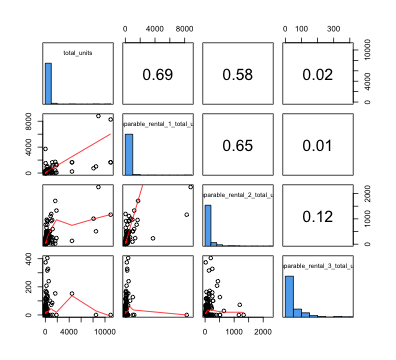 0 4000 8000
0 100 300
total_units
0.69
0.58
0.02
0 4000 10000
0 4000 8000
parable_rental_1_total_u
0.65
0.01
parable_rental_2_total_u
0.12
0 1000 2000
0 100 200 300 400
parable_rental_3_total_u
0 4000 10000
0 1000 2000